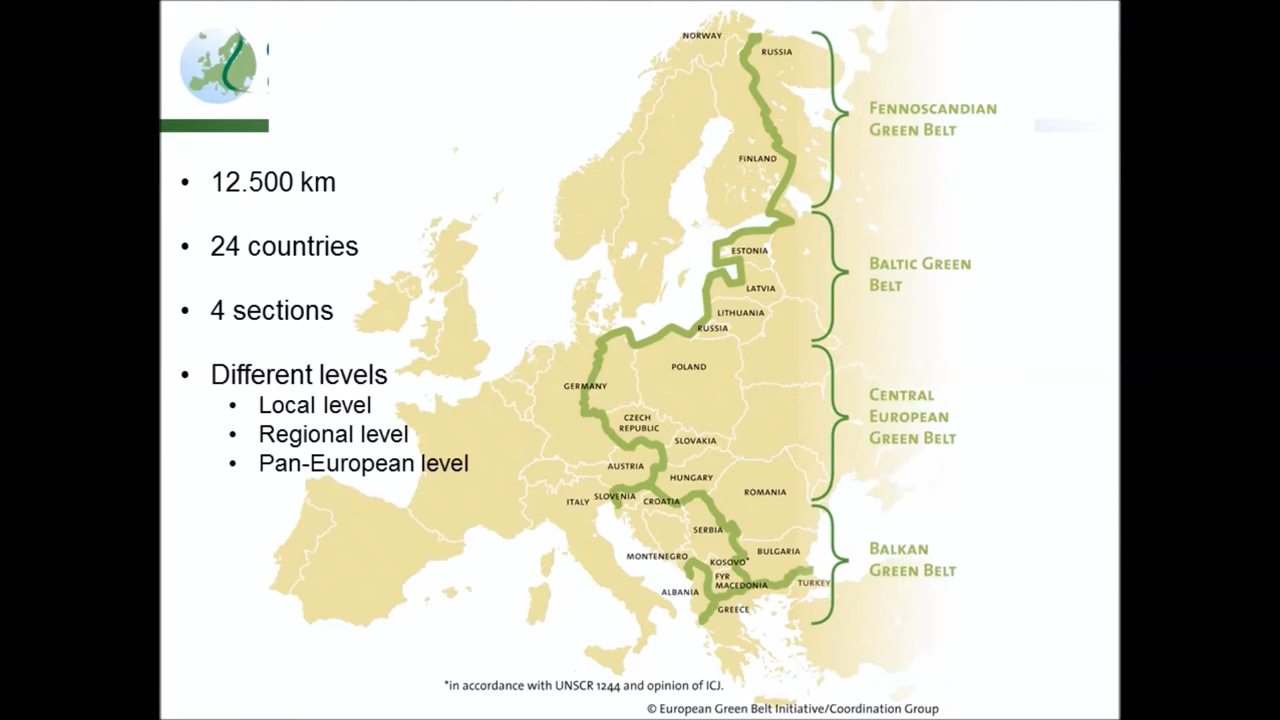 • 12.500 km
• 24 countries
• 4 sections
• Different levels
• Local level
• Regional level
• Pan-European level
NORWAY
RUSSIA
FINLAND
ESTONIA
LATVIA
LITHUANIA
RUSSIA
POLAND
GERMANY
CZECH
REPUBLIC
SLOVAKIA
AUSTRIA
HUNGARY
ITALY
SLOVENIA
CROATIA
ROMANIA
SERBIA
MONTENEGRO
KOSOVO*
BULGARIA
FYR
MACEDONIA
TURKEY
ALBANIA
GREECE
FENNOSCANDIAN
GREEN BELT
BALTIC GREEN
BELT
CENTRAL
EUROPEAN
GREEN BELT
BALKAN
GREEN BELT
*in accordance with UNSCR 1244 and opinion of ICJ.
© European Green Belt Initiative/Coordination Group